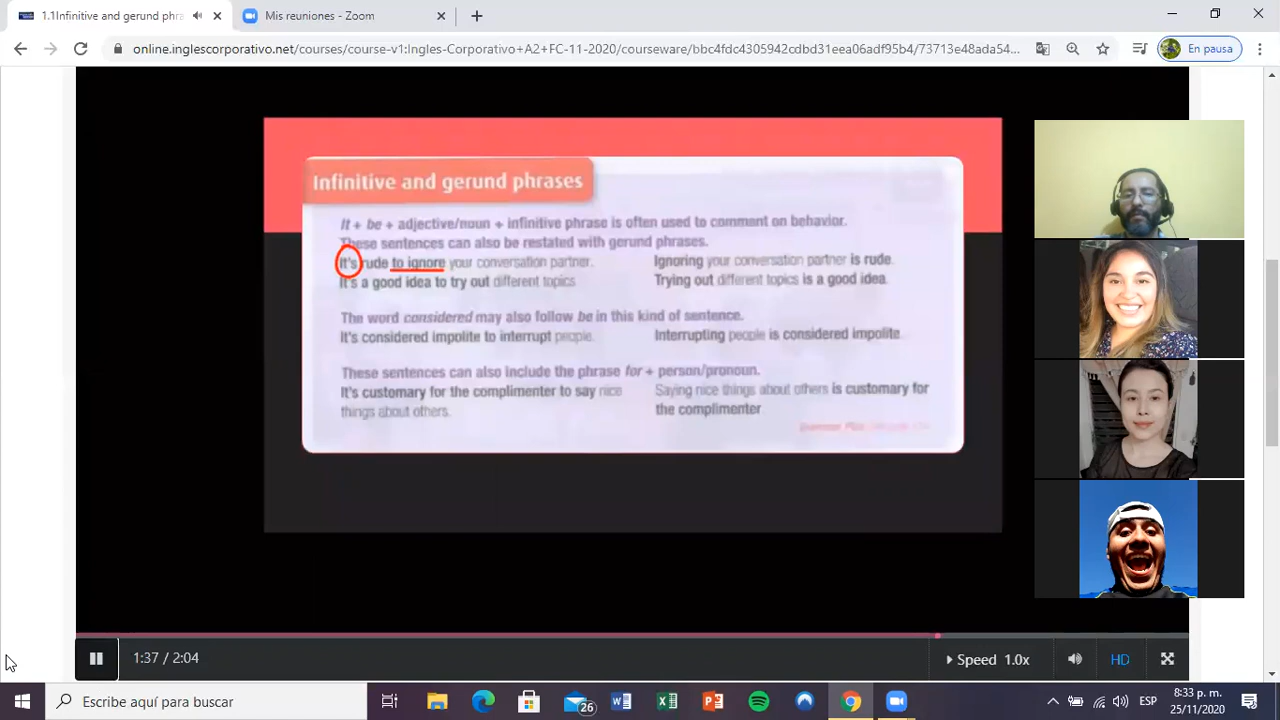 1.1Infinitive and gerund phra
Mis reuniones - Zoom
online.inglescorporativo.net/courses/course-v1:Ingles-Corporativo+A2+FC-11-2020/courseware/bbc4fdc4305942cdbd31eea06adf95b4/73713e48ada54...
En pausa
Infinitive and gerund phrases
It + be + adjective/noun + infinitive phrase is often used to comment on behavior.
These sentences can also be restated with gerund phrases.
It's rude to ignore your conversation partner.
Ignoring your conversation partner is rude.
It's a good idea to try out different topics.
Trying out different topics is a good idea.
The word considered may also follow be in this kind of sentence.
It's considered impolite to interrupt people.
Interrupting people is considered impolite.
These sentences can also include the phrase for + person/pronoun.
It's customary for the complimenter to say nice
things about others.
Saying nice things about others is customary for
the complimenter
1:37 / 2:04
Speed 1.0x
HD
Escribe aquí para buscar
26
ESP
8:33 p. m.
25/11/2020